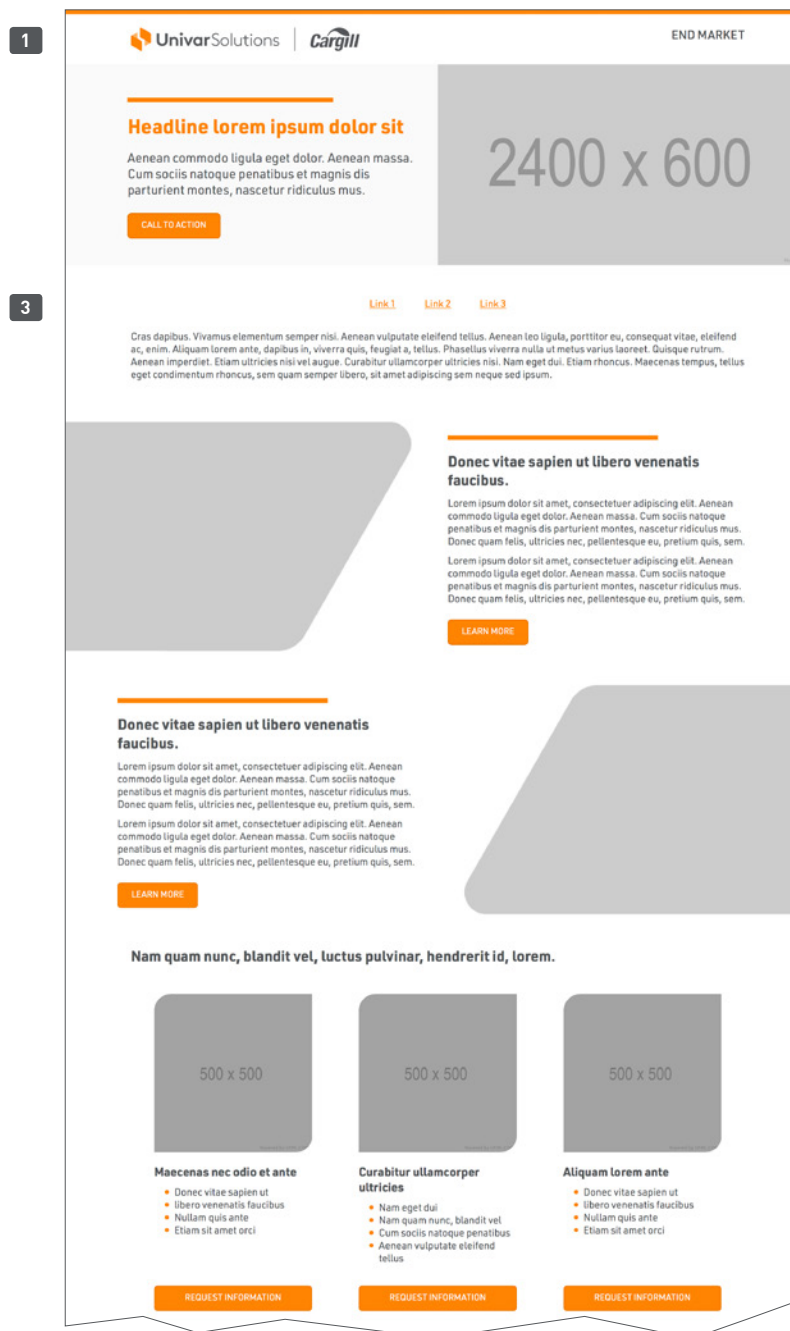 1
UnivarSolutions | Cargill
END MARKET
Headline lorem ipsum dolor sit
Aenean commodo ligula eget dolor. Aenean massa.
Cum sociis natoque penatibus et magnis dis
parturient montes, nascetur ridiculus mus.
CALL TO ACTION
2400 x 600
3
Link 1 Link 2 Link 3
Cras dapibus. Vivamus elementum semper nisi. Aenean vulputate eleifend tellus. Aenean leo ligula, porttitor eu, consequat vitae, eleifend
ac, enim. Aliquam lorem ante, dapibus in, viverra quis, feugiat a, tellus. Phasellus viverra nulla ut metus varius laoreet. Quisque rutrum.
Aenean imperdiet. Etiam ultricies nisi vel augue. Curabitur ullamcorper ultricies nisi. Nam eget dui. Etiam rhoncus. Maecenas tempus, tellus
eget condimentum rhoncus, sem quam semper libero, sit amet adipiscing sem neque sed ipsum.
Donec vitae sapien ut libero venenatis
faucibus.
Lorem ipsum dolor sit amet, consectetuer adipiscing elit. Aenean
commodo ligula eget dolor. Aenean massa. Cum sociis natoque
penatibus et magnis dis parturient montes, nascetur ridiculus mus.
Donec quam felis, ultricies nec, pellentesque eu, pretium quis, sem.
Lorem ipsum dolor sit amet, consectetuer adipiscing elit. Aenean
commodo ligula eget dolor. Aenean massa. Cum sociis natoque
penatibus et magnis dis parturient montes, nascetur ridiculus mus.
Donec quam felis, ultricies nec, pellentesque eu, pretium quis, sem.
LEARN MORE
Donec vitae sapien ut libero venenatis
faucibus.
Lorem ipsum dolor sit amet, consectetuer adipiscing elit. Aenean
commodo ligula eget dolor. Aenean massa. Cum sociis natoque
penatibus et magnis dis parturient montes, nascetur ridiculus mus.
Donec quam felis, ultricies nec, pellentesque eu, pretium quis, sem.
Lorem ipsum dolor sit amet, consectetuer adipiscing elit. Aenean
commodo ligula eget dolor. Aenean massa. Cum sociis natoque
penatibus et magnis dis parturient montes, nascetur ridiculus mus.
Donec quam felis, ultricies nec, pellentesque eu, pretium quis, sem.
LEARN MORE
Nam quam nunc, blandit vel, luctus pulvinar, hendrerit id, lorem.
500 x 500
Maecenas nec odio et ante
• Donec vitae sapien ut
• libero venenatis faucibus
• Nullam quis ante
• Etiam sit amet orci
REQUEST INFORMATION
500 x 500
Curabitur ullamcorper
ultricies
• Nam eget dui
• Nam quam nunc, blandit vel
• Cum sociis natoque penatibus
• Aenean vulputate eleifend
tellus
REQUEST INFORMATION
500 x 500
Aliquam lorem ante
• Donec vitae sapien ut
• libero venenatis faucibus
• Nullam quis ante
• Etiam sit amet orci
REQUEST INFORMATION